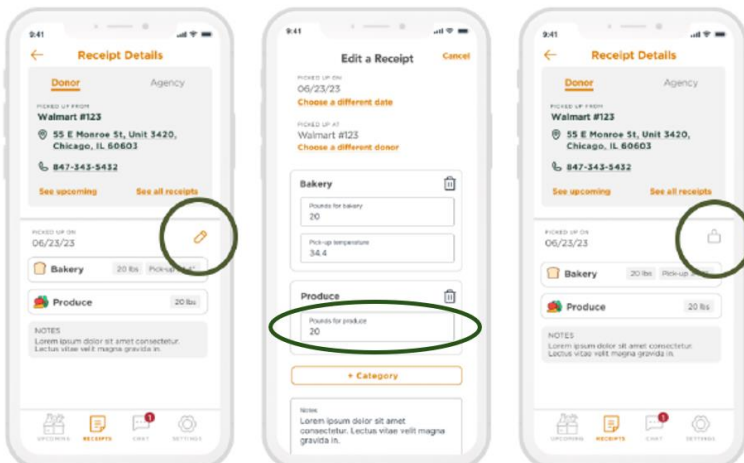 9:41
Receipt Details
Donor
Agency
PICKED UP FROM
Walmart #123
55 E Monroe St, Unit 3420,
Chicago, IL 60603
847-343-5432
See upcoming
See all receipts
PICKED UP ON
06/23/23
Bakery
20 lbs
Pick-up
Produce
20 lbs
NOTES
Lorem ipsum dolor sit amet consectetur.
Lectus vitae velit magna gravida in.
UPCOMING
RECEIPTS
CHAT
1
SETTINGS
9:41
Edit a Receipt
Cancel
PICKED UP ON
06/23/23
Choose a different date
PICKED UP AT
Walmart #123
Choose a different donor
Bakery
Pounds for bakery
20
Pick-up temperature
34.4
Produce
Pounds for produce
20
+ Category
Notes
Lorem ipsum dolor sit amet
consectetur. Lectus vitae velit magna
gravida in.
9:41
Receipt Details
Donor
Agency
PICKED UP FROM
Walmart #123
55 E Monroe St, Unit 3420,
Chicago, IL 60603
847-343-5432
See upcoming
See all receipts
PICKED UP ON
06/23/23
Bakery
20 lbs
Pick-up
Produce
20 lbs
NOTES
Lorem ipsum dolor sit amet consectetur.
Lectus vitae velit magna gravida in.
UPCOMING
RECEIPTS
CHAT
1
SETTINGS